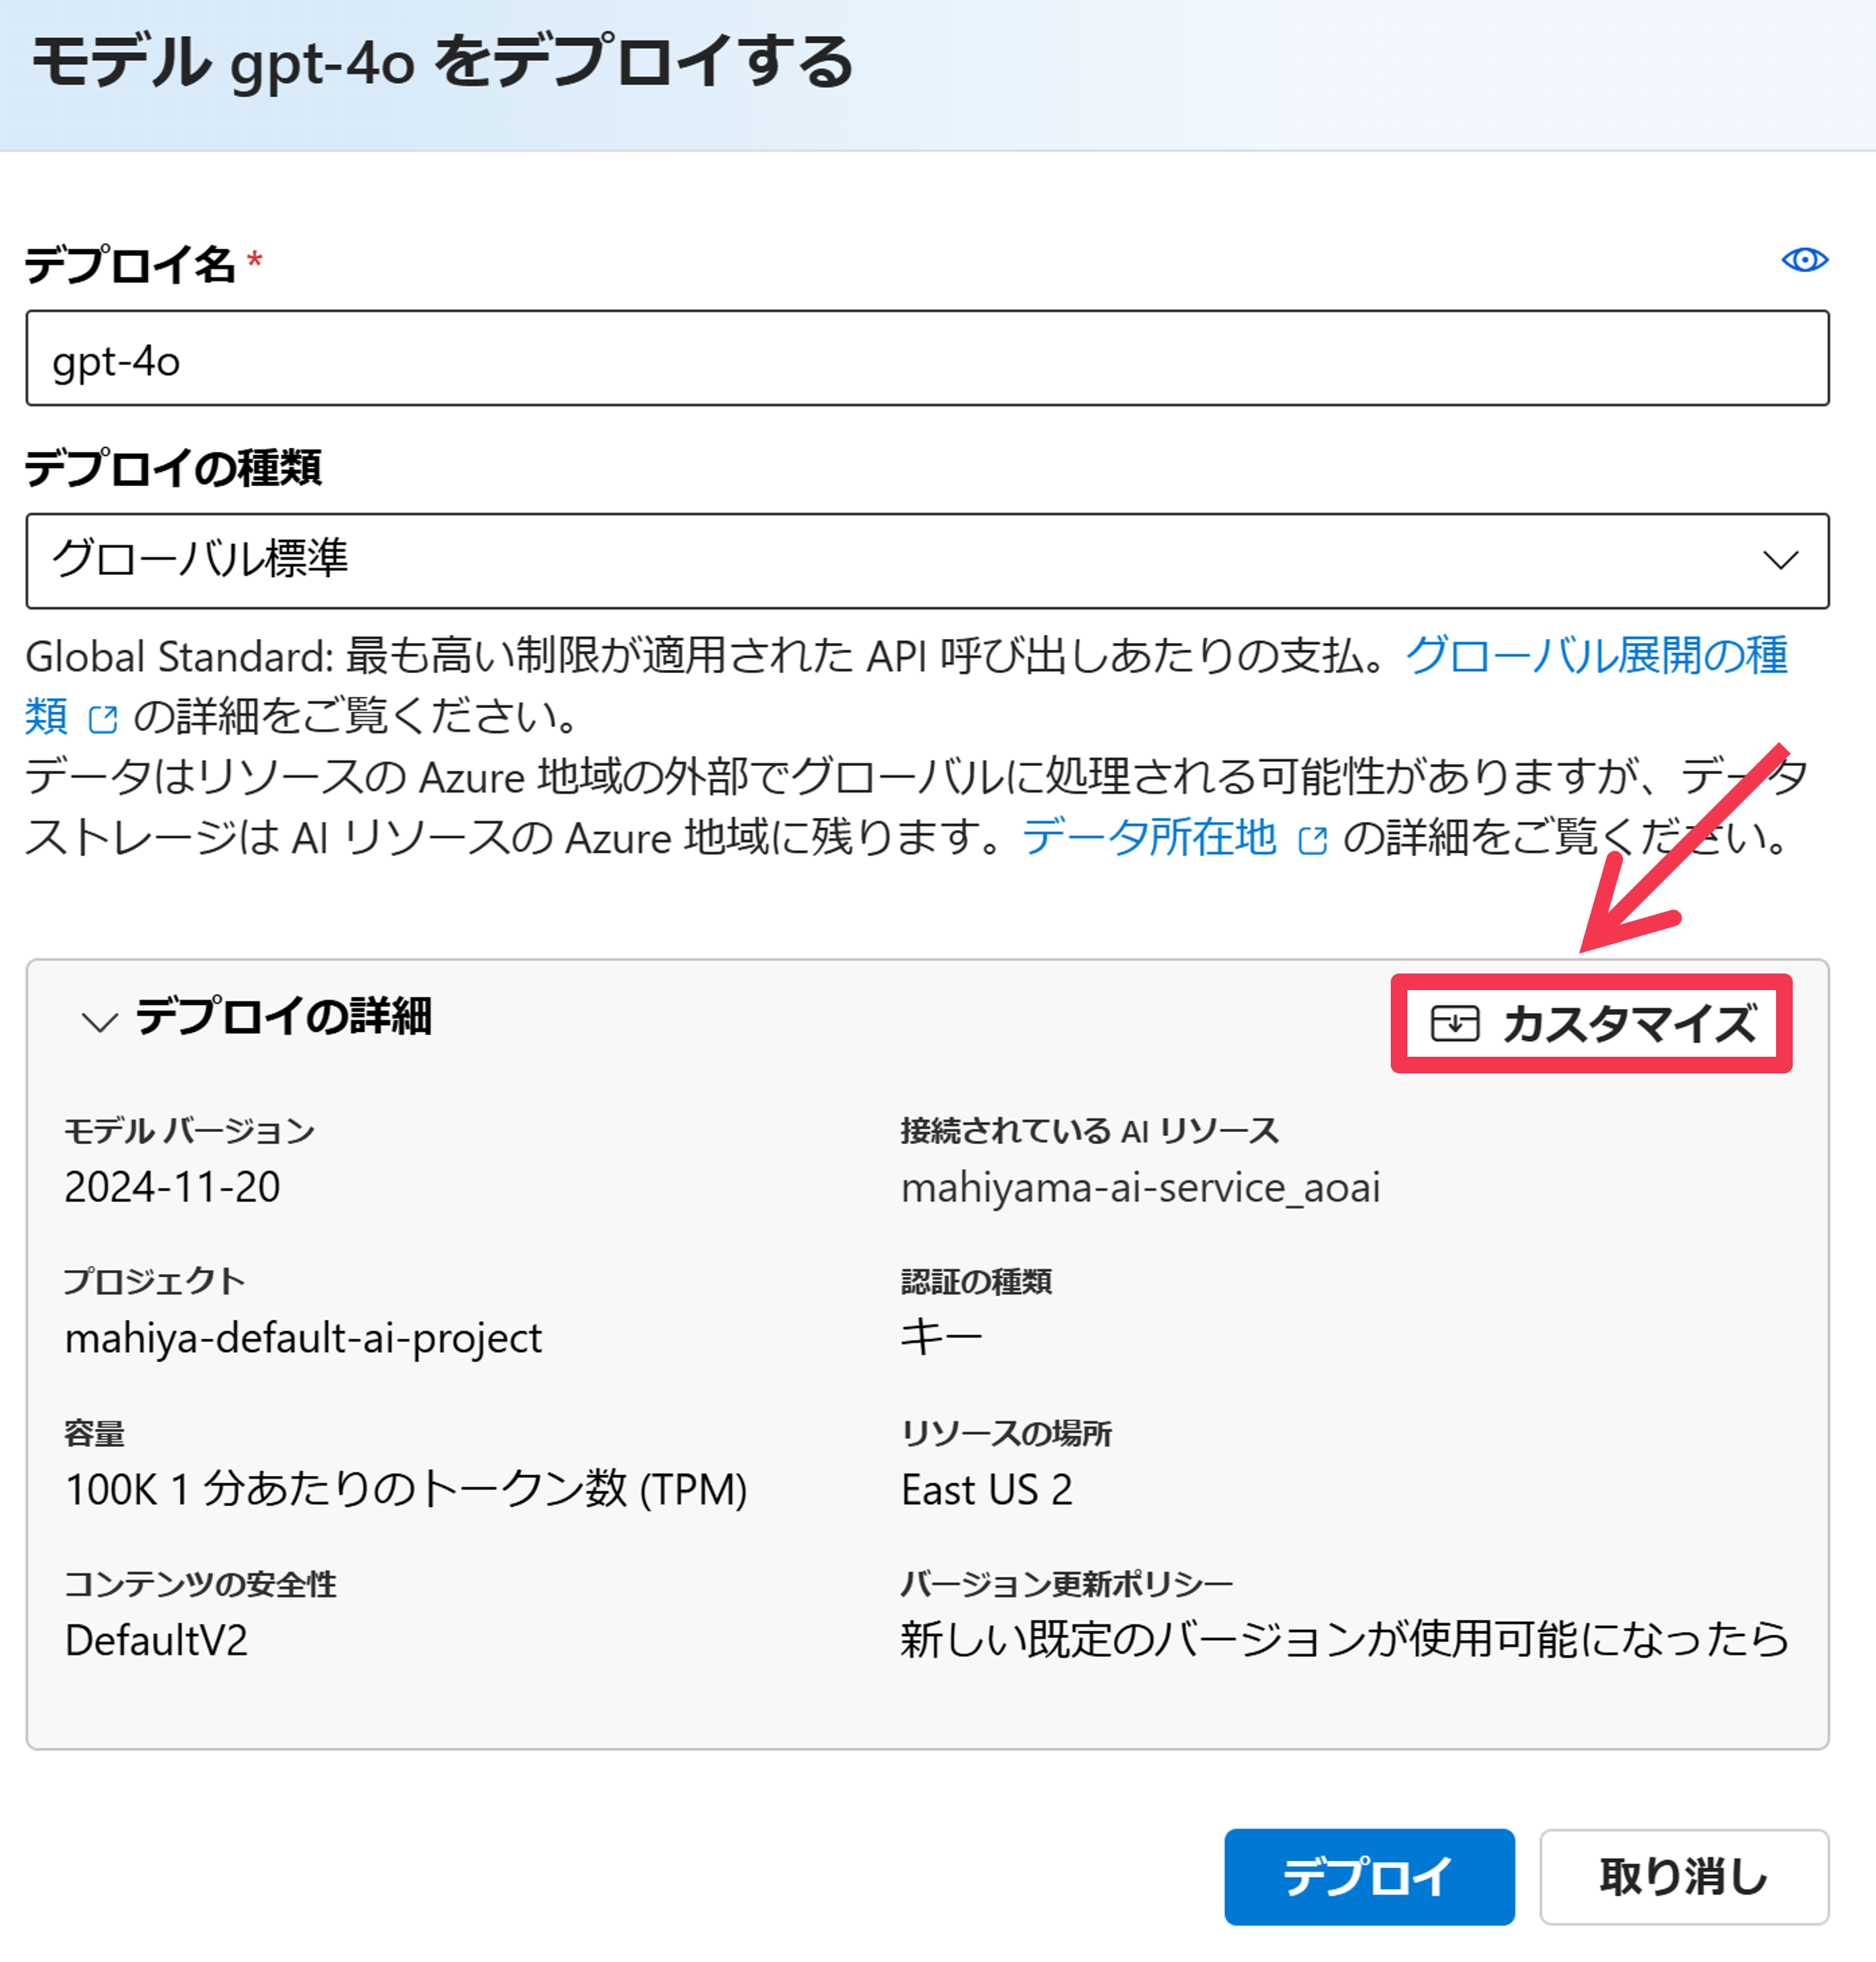 モデル gpt-4o をデプロイする
デプロイ名 *
gpt-4o
デプロイの種類
グローバル標準
Global Standard: 最も高い制限が適用された API 呼び出しあたりの支払。グローバル展開の種
類 の詳細をご覧ください。
データはリソースの Azure 地域の外部でグローバルに処理される可能性がありますが、データ
ストレージは AI リソースの Azure 地域に残ります。データ所在地 の詳細をご覧ください。
デプロイの詳細
カスタマイズ
モデル バージョン
2024-11-20
接続されている AI リソース
mahiyama-ai-service_aoai
プロジェクト
mahiya-default-ai-project
認証の種類
キー
容量
100K 1 分あたりのトークン数 (TPM)
リソースの場所
East US 2
コンテンツの安全性
DefaultV2
バージョン更新ポリシー
新しい既定のバージョンが使用可能になったら
デプロイ
取り消し